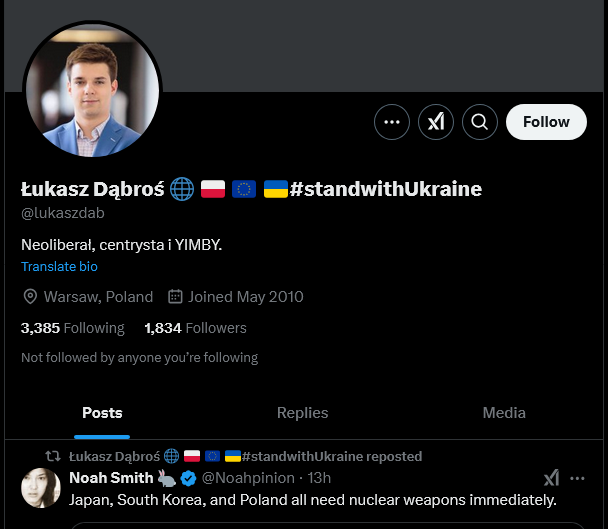 Follow
Łukasz Dąbroś 🌐 🇵🇱 🇪🇺 🇺🇦#standwithUkraine
@lukaszdab
Neoliberał, centrysta i YIMBY.
Translate bio
Warsaw, Poland Joined May 2010
3,385 Following 1,834 Followers
Not followed by anyone you're following
Posts Replies Media
Łukasz Dąbroś 🌐 🇵🇱 🇪🇺 🇺🇦#standwithUkraine reposted
Noah Smith 🐇 @Noahpinion · 13h
Japan, South Korea, and Poland all need nuclear weapons immediately.